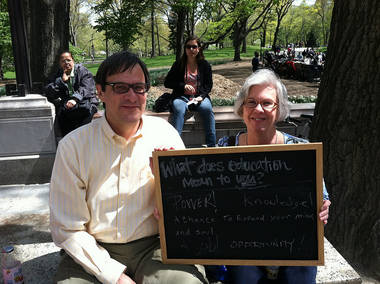 What does education
mean to you?
POWER! Knowledge!
A chance to Expand your mind
and soul
A OPPORTUNITY!